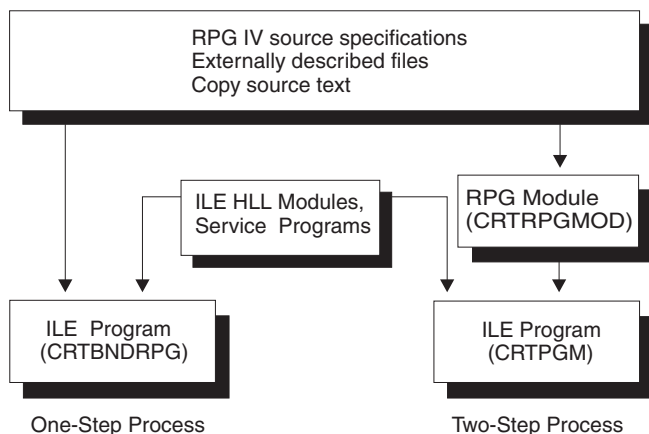 RPG IV source specifications
Externally described files
Copy source text
ILE HLL Modules,
Service Programs
RPG Module
(CRTRPGMOD)
ILE Program
(CRTBNDRPG)
ILE Program
(CRTPGM)
One-Step Process
Two-Step Process